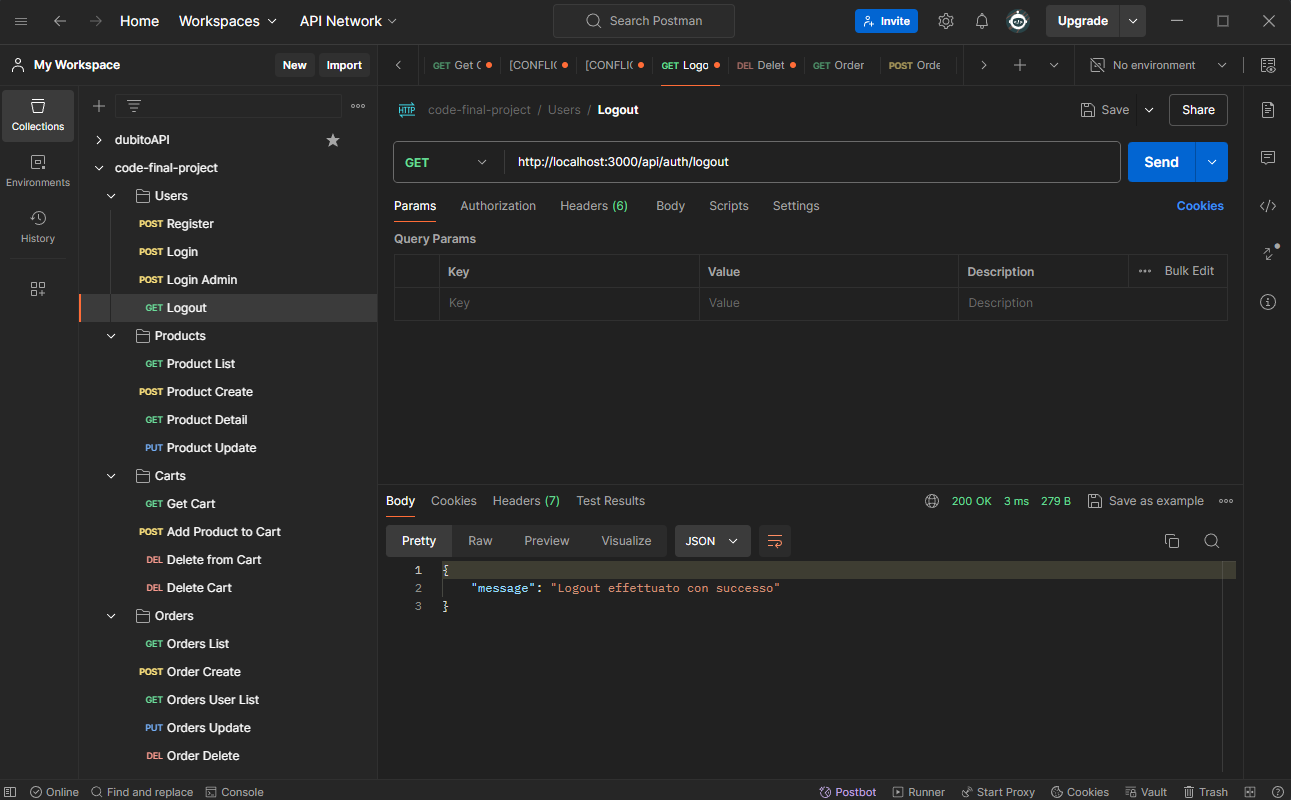 Home Workspaces API Network Search Postman Invite Upgrade
My Workspace New Import
GET Get C [CONFLIC [CONFLIC GET Logo DEL Delet GET Order POST Orde No environment
Collections
Environments
History
dubitoAPI
code-final-project
Users
POST Register
POST Login
POST Login Admin
GET Logout
Products
GET Product List
POST Product Create
GET Product Detail
PUT Product Update
Carts
GET Get Cart
POST Add Product to Cart
DEL Delete from Cart
DEL Delete Cart
Orders
GET Orders List
POST Order Create
GET Orders User List
PUT Orders Update
DEL Order Delete
HTTP code-final-project / Users / Logout Save Share
GET http://localhost:3000/api/auth/logout Send
Params Authorization Headers (6) Body Scripts Settings Cookies
Query Params
Key Value Description Bulk Edit
Key Value Description
Body Cookies Headers (7) Test Results 200 OK 3 ms 279 B Save as example
Pretty Raw Preview Visualize JSON
1 {
2 "message": "Logout effettuato con successo"
3 }
Online Find and replace Console Postbot Runner Start Proxy Cookies Vault Trash